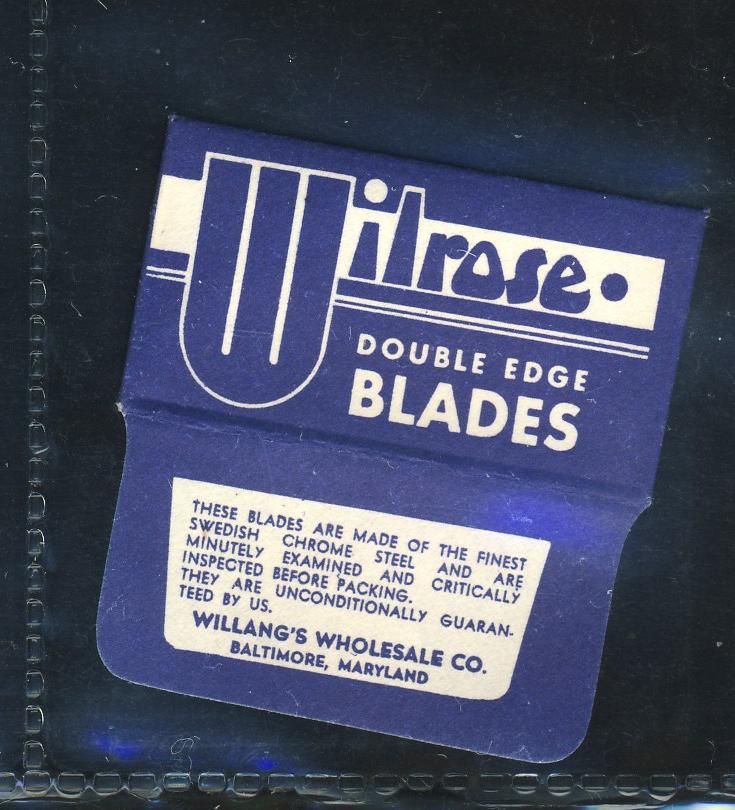 Wilrose
DOUBLE EDGE
BLADES
THESE BLADES ARE MADE OF THE FINEST
SWEDISH CHROME STEEL AND ARE
MINUTELY EXAMINED AND CRITICALLY
INSPECTED BEFORE PACKING.
THEY ARE UNCONDITIONALLY GUARAN-
TEED BY US.
WILLANG'S WHOLESALE CO.
BALTIMORE, MARYLAND